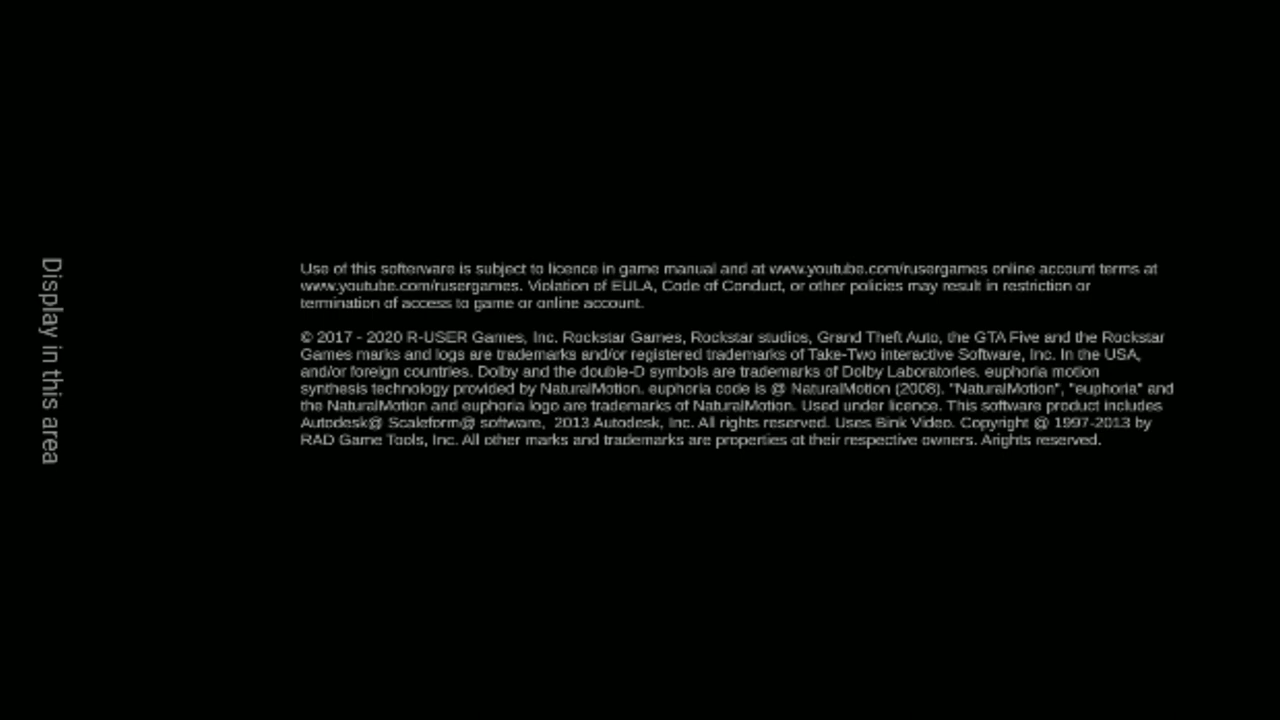 Display in this area
Use of this softerware is subject to licence in game manual and at www.youtube.com/rusergames online account terms at
www.youtube.com/rusergames. Violation of EULA, Code of Conduct, or other policies may result in restriction or
termination of access to game or online account.
© 2017 - 2020 R-USER Games, Inc. Rockstar Games, Rockstar studios, Grand Theft Auto, the GTA Five and the Rockstar
Games marks and logs are trademarks and/or registered trademarks of Take-Two interactive Software, Inc. In the USA,
and/or foreign countries. Dolby and the double-D symbols are trademarks of Dolby Laboratories. euphoria motion
synthesis technology provided by NaturalMotion. euphoria code is @ NaturalMotion (2008). "NaturalMotion", "euphoria" and
the NaturalMotion and euphoria logo are trademarks of NaturalMotion. Used under licence. This software product includes
Autodesk@ Scaleform@ software, 2013 Autodesk, Inc. All rights reserved. Uses Bink Video. Copyright @ 1997-2013 by
RAD Game Tools, Inc. All other marks and trademarks are properties ot their respective owners. Arights reserved.